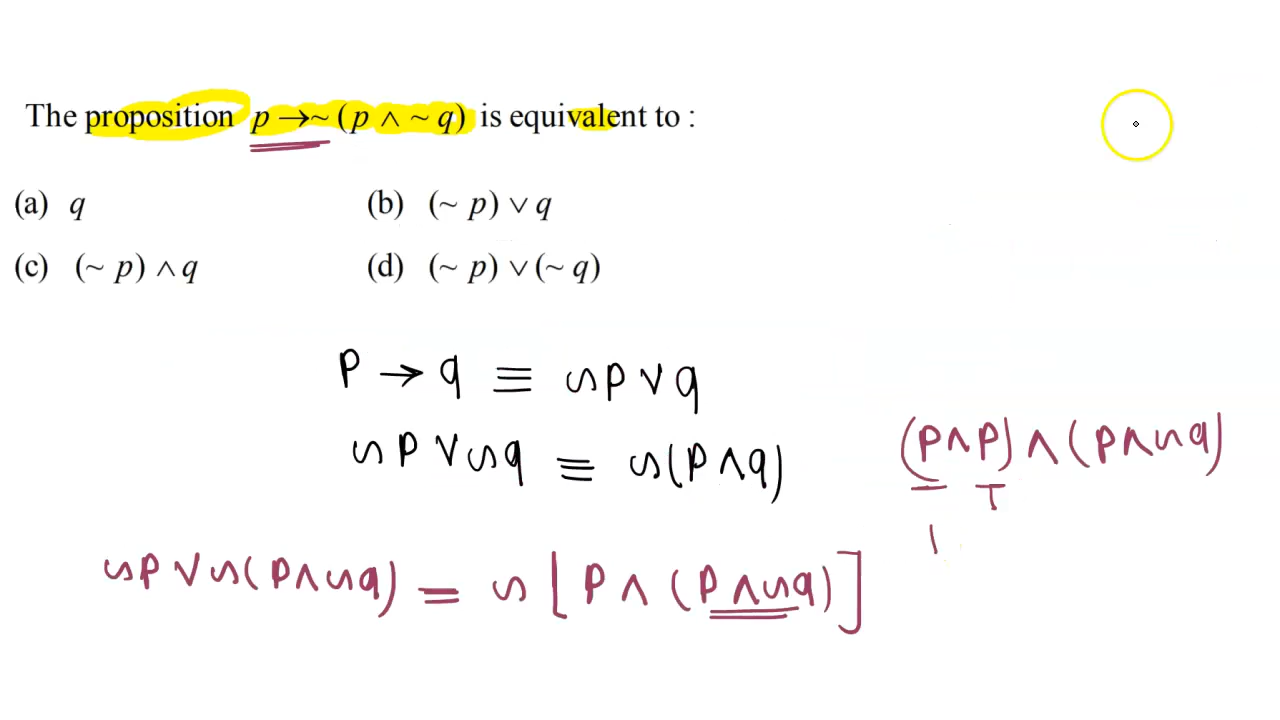 The proposition p →~ (p ∧ ~ q) is equivalent to :
(a) q (b) (~ p) ∨ q
(c) (~ p) ∧ q (d) (~ p) ∨ (~ q)
P → q ≡ ∽P∨q
∽P∨∽q ≡ ∽(P∧q)
(P∧P)∧(P∧∽q)
T
∽P∨∽(P∧∽q) = ∽[P∧(P∧∽q)]